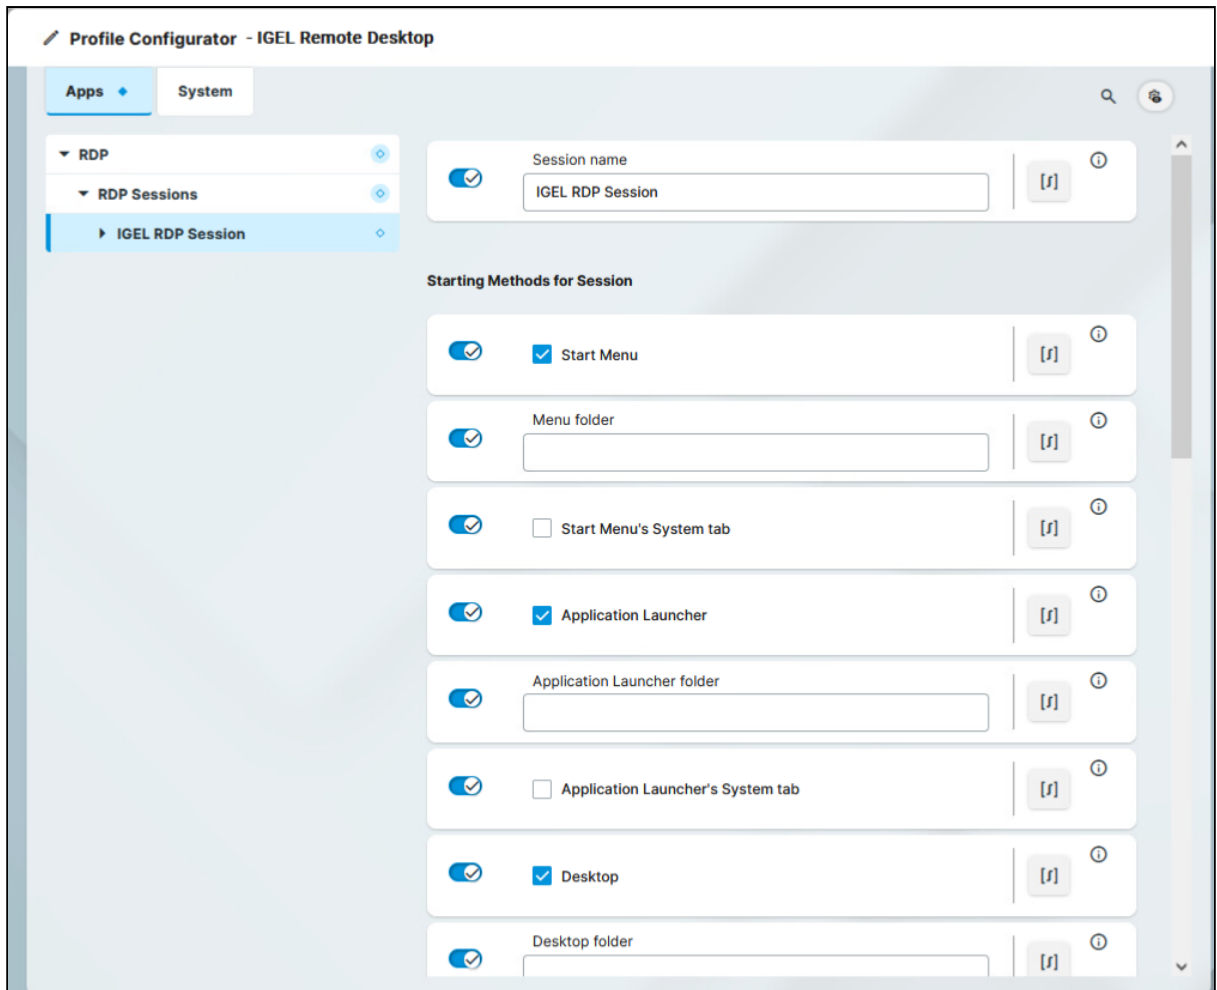 Profile Configurator - IGEL Remote Desktop
Apps
System
RDP
RDP Sessions
IGEL RDP Session
Session name
IGEL RDP Session
[ʃ]
Starting Methods for Session
Start Menu
[ʃ]
Menu folder
[ʃ]
Start Menu's System tab
[ʃ]
Application Launcher
[ʃ]
Application Launcher folder
[ʃ]
Application Launcher's System tab
[ʃ]
Desktop
[ʃ]
Desktop folder
[ʃ]